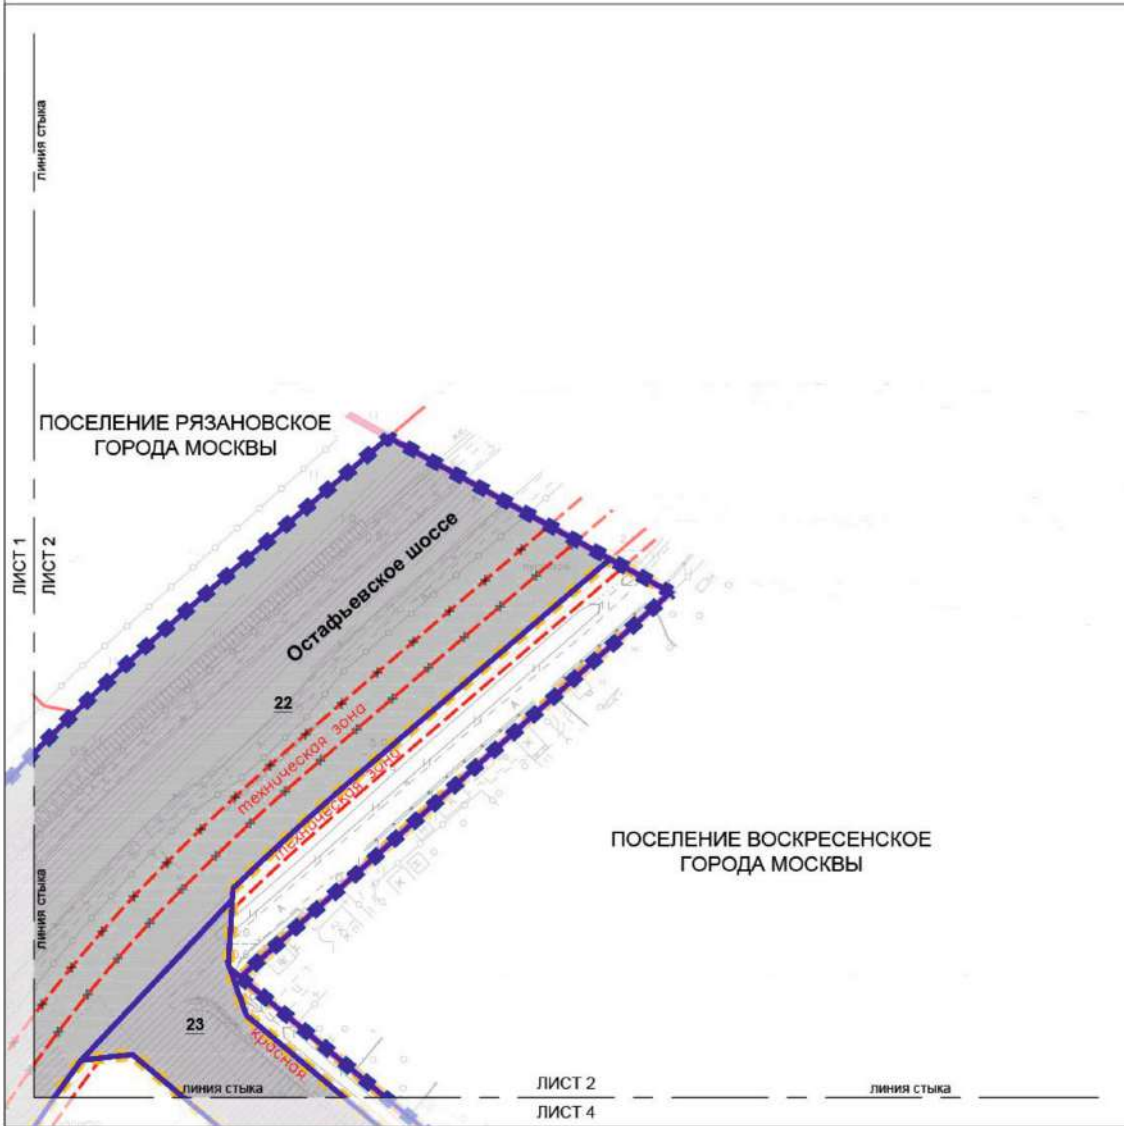 линия стыка
ПОСЕЛЕНИЕ РЯЗАНОВСКОЕ
ГОРОДА МОСКВЫ
ЛИСТ 1
ЛИСТ 2
Остафьевское шоссе
22
техническая зона
техническая зона
ПОСЕЛЕНИЕ ВОСКРЕСЕНСКОЕ
ГОРОДА МОСКВЫ
линия стыка
23
красная
линия стыка
ЛИСТ 2
ЛИСТ 4
линия стыка